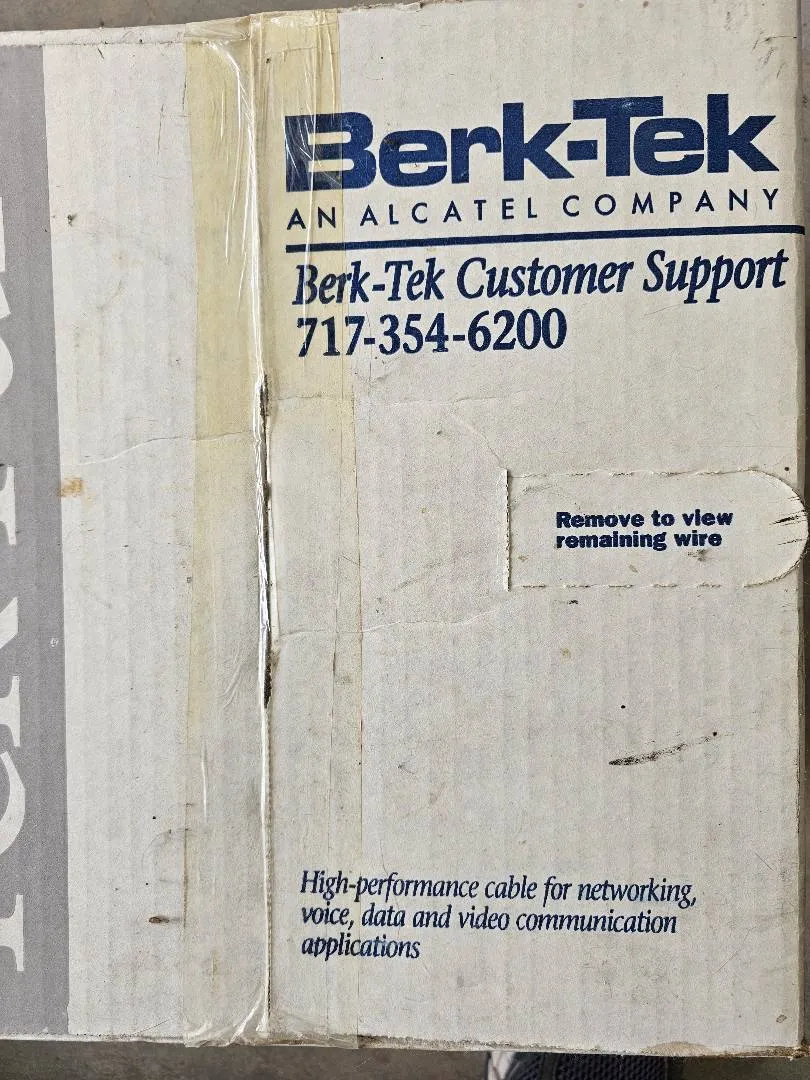 Berk-Tek
AN ALCATEL COMPANY
Berk-Tek Customer Support
717-354-6200
Remove to view
remaining wire
High-performance cable for networking,
voice, data and video communication
applications